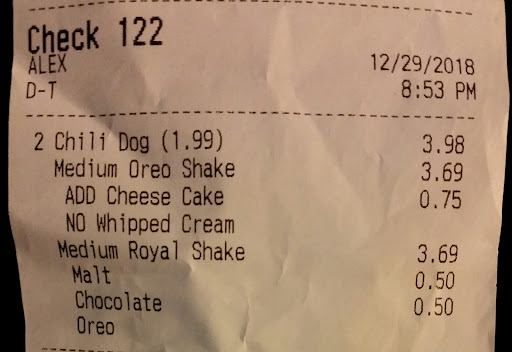 Check 122
ALEX 12/29/2018
D-T 8:53 PM
2 Chili Dog (1.99) 3.98
Medium Oreo Shake 3.69
ADD Cheese Cake 0.75
NO Whipped Cream
Medium Royal Shake 3.69
Malt 0.50
Chocolate 0.50
Oreo